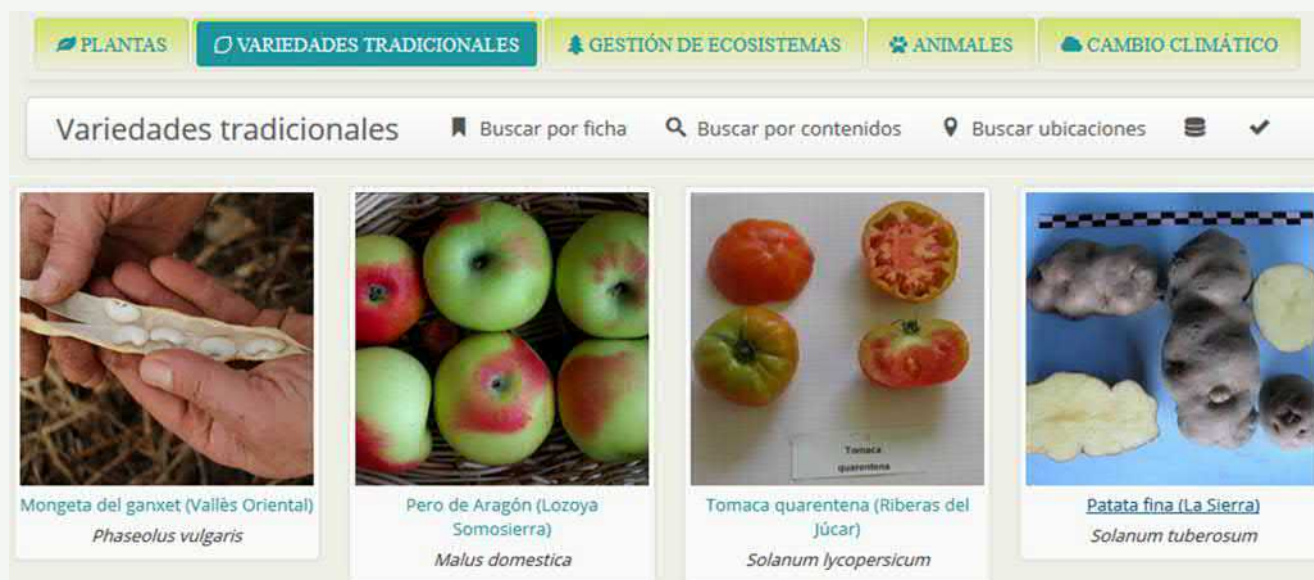 PLANTAS
VARIEDADES TRADICIONALES
GESTIÓN DE ECOSISTEMAS
ANIMALES
CAMBIO CLIMÁTICO
Variedades tradicionales
Buscar por ficha
Buscar por contenidos
Buscar ubicaciones
Tomaca
quarentena
Mongeta del ganxet (Vallès Oriental)
Phaseolus vulgaris
Pero de Aragón (Lozoya
Somosierra)
Malus domestica
Tomaca quarentena (Riberas del
Júcar)
Solanum lycopersicum
Patata fina (La Sierra)
Solanum tuberosum